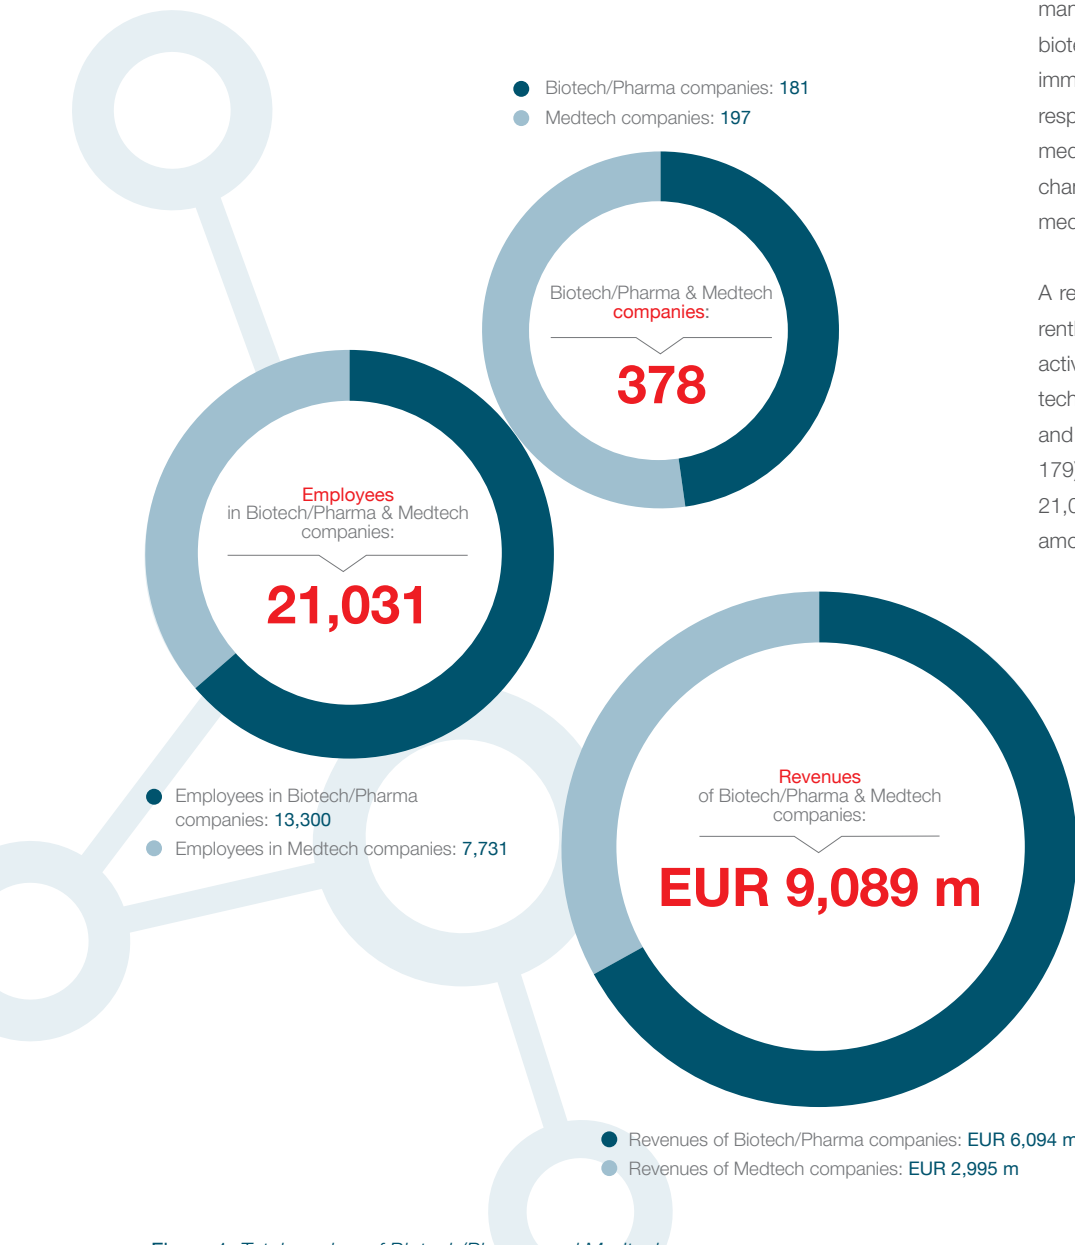 Biotech/Pharma companies: 181
Medtech companies: 197
Biotech/Pharma & Medtech
companies:
378
Employees
in Biotech/Pharma & Medtech
companies:
21,031
Employees in Biotech/Pharma
companies: 13,300
Employees in Medtech companies: 7,731
Revenues
of Biotech/Pharma & Medtech
companies:
EUR 9,089 m
Revenues of Biotech/Pharma companies: EUR 6,094 m
Revenues of Medtech companies: EUR 2,995 m
A re
and
179)